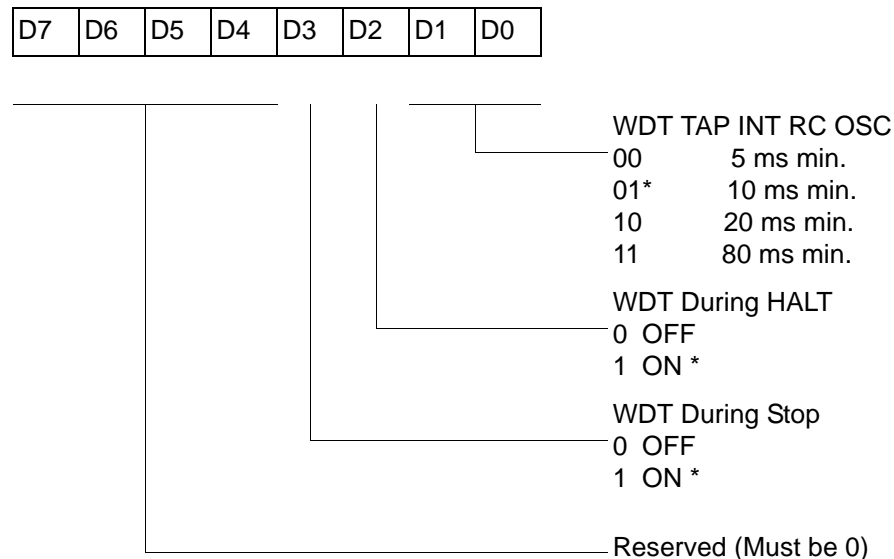 D7 D6 D5 D4 D3 D2 D1 D0
WDT TAP INT RC OSC
00 5 ms min.
01* 10 ms min.
10 20 ms min.
11 80 ms min.
WDT During HALT
0 OFF
1 ON *
WDT During Stop
0 OFF
1 ON *
Reserved (Must be 0)